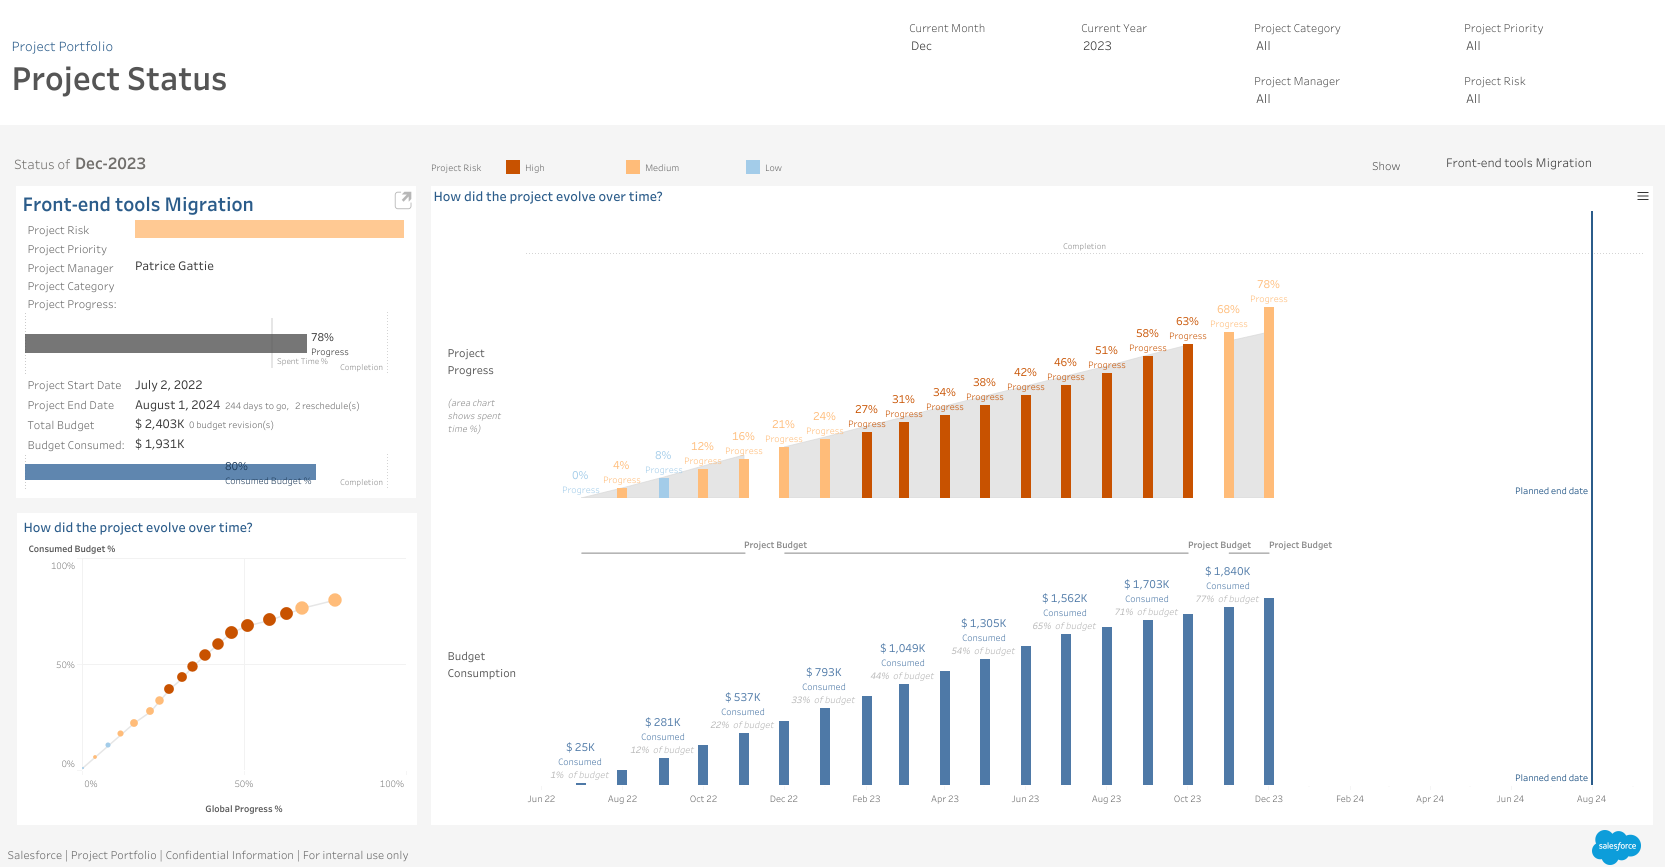 Project Portfolio
Project Status
Current Month
Dec
Current Year
2023
Project Category
All
Project Priority
All
Project Manager
All
Project Risk
All
Status of Dec-2023
Project Risk
High
Medium
Low
Show
Front-end tools Migration
Front-end tools Migration
Project Risk
Project Priority
Project Manager Patrice Gattie
Project Category
Project Progress:
78%
Progress
Spent Time %
Completion
Project Start Date July 2, 2022
Project End Date August 1, 2024 244 days to go, 2 reschedule(s)
Total Budget $ 2,403K 0 budget revision(s)
Budget Consumed: $ 1,931K
80%
Consumed Budget %
Completion
How did the project evolve over time?
Consumed Budget %
100%
50%
0%
0% 50% 100%
Global Progress %
How did the project evolve over time?
Completion
Project
Progress
(area chart
shows spent
time %)
0%
Progress
4%
Progress
8%
Progress
12%
Progress
16%
Progress
21%
Progress
24%
Progress
27%
Progress
31%
Progress
34%
Progress
38%
Progress
42%
Progress
46%
Progress
51%
Progress
58%
Progress
63%
Progress
68%
Progress
78%
Progress
Planned end date
Project Budget Project Budget Project Budget
Budget
Consumption
$ 25K
Consumed
1% of budget
$ 281K
Consumed
12% of budget
$ 537K
Consumed
22% of budget
$ 793K
Consumed
33% of budget
$ 1,049K
Consumed
44% of budget
$ 1,305K
Consumed
54% of budget
$ 1,562K
Consumed
65% of budget
$ 1,703K
Consumed
71% of budget
$ 1,840K
Consumed
77% of budget
Planned end date
Jun 22 Aug 22 Oct 22 Dec 22 Feb 23 Apr 23 Jun 23 Aug 23 Oct 23 Dec 23 Feb 24 Apr 24 Jun 24 Aug 24
Salesforce | Project Portfolio | Confidential Information | For internal use only
salesforce